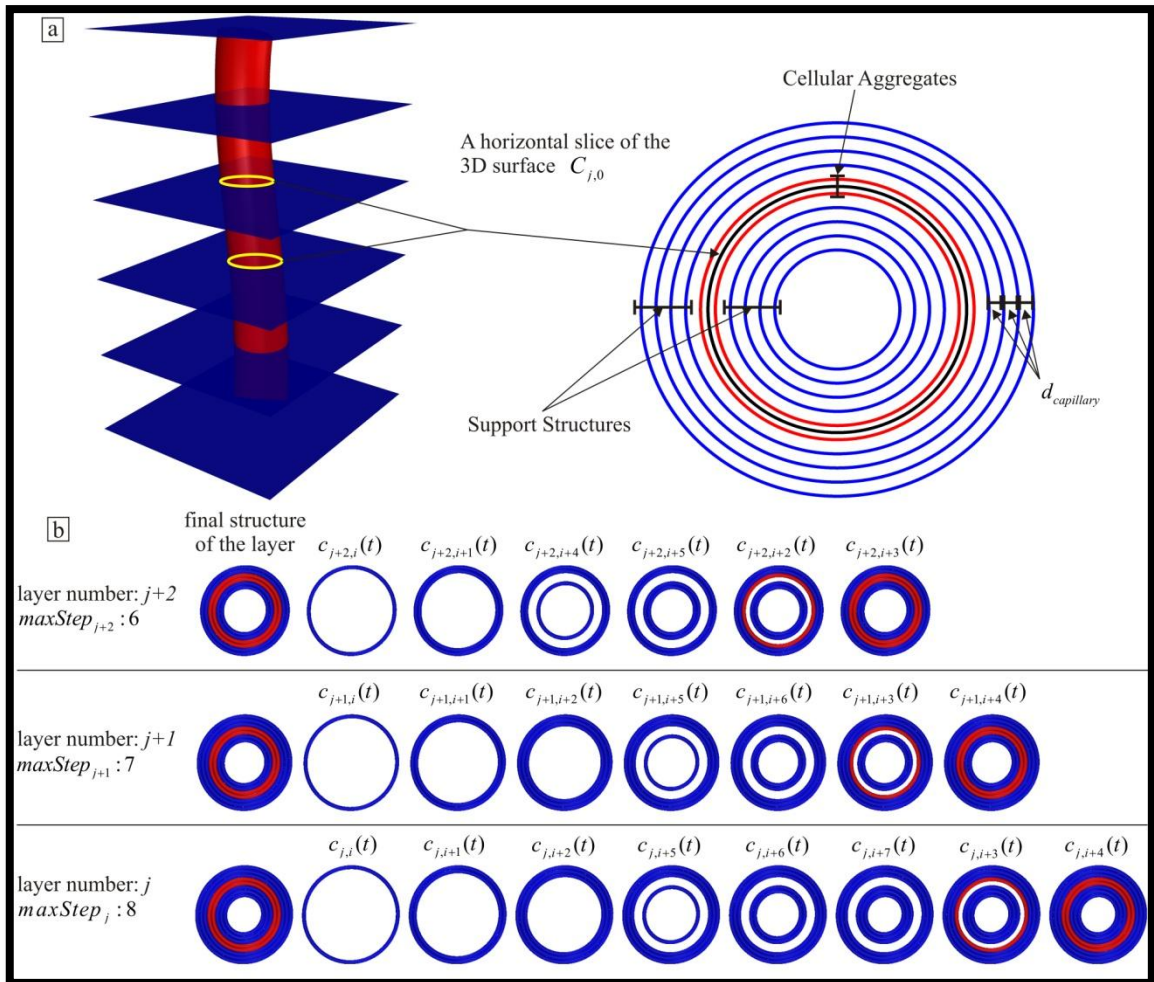 a
Cellular Aggregates
A horizontal slice of the
3D surface C_{j,0}
Support Structures
d_{capillary}
b
final structure
of the layer
c_{j+2,i}(t) c_{j+2,i+1}(t) c_{j+2,i+4}(t) c_{j+2,i+5}(t) c_{j+2,i+2}(t) c_{j+2,i+3}(t)
layer number: j+2
maxStep_{j+2} : 6
c_{j+1,i}(t) c_{j+1,i+1}(t) c_{j+1,i+2}(t) c_{j+1,i+5}(t) c_{j+1,i+6}(t) c_{j+1,i+3}(t) c_{j+1,i+4}(t)
layer number: j+1
maxStep_{j+1} : 7
c_{j,i}(t) c_{j,i+1}(t) c_{j,i+2}(t) c_{j,i+5}(t) c_{j,i+6}(t) c_{j,i+7}(t) c_{j,i+3}(t) c_{j,i+4}(t)
layer number: j
maxStep_{j} : 8